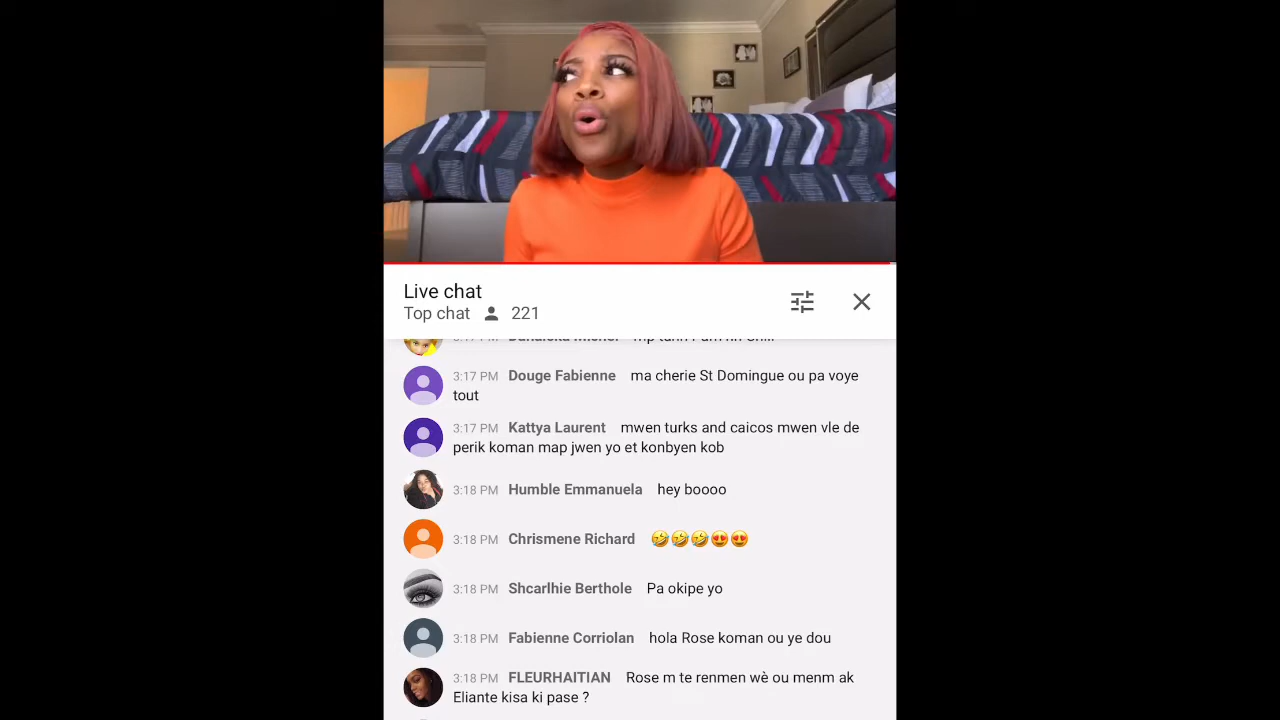 Live chat
Top chat 221
3:17 PM Douge Fabienne ma cherie St Domingue ou pa voye
tout
3:17 PM Kattya Laurent mwen turks and caicos mwen vle de
perik koman map jwen yo et konbyen kob
3:18 PM Humble Emmanuela hey boooo
3:18 PM Chrismene Richard 🤣🤣🤣😍😍
3:18 PM Shcarlhie Berthole Pa okipe yo
3:18 PM Fabienne Corriolan hola Rose koman ou ye dou
3:18 PM FLEURHAITIAN Rose m te renmen wè ou menm ak
Eliante kisa ki pase ?